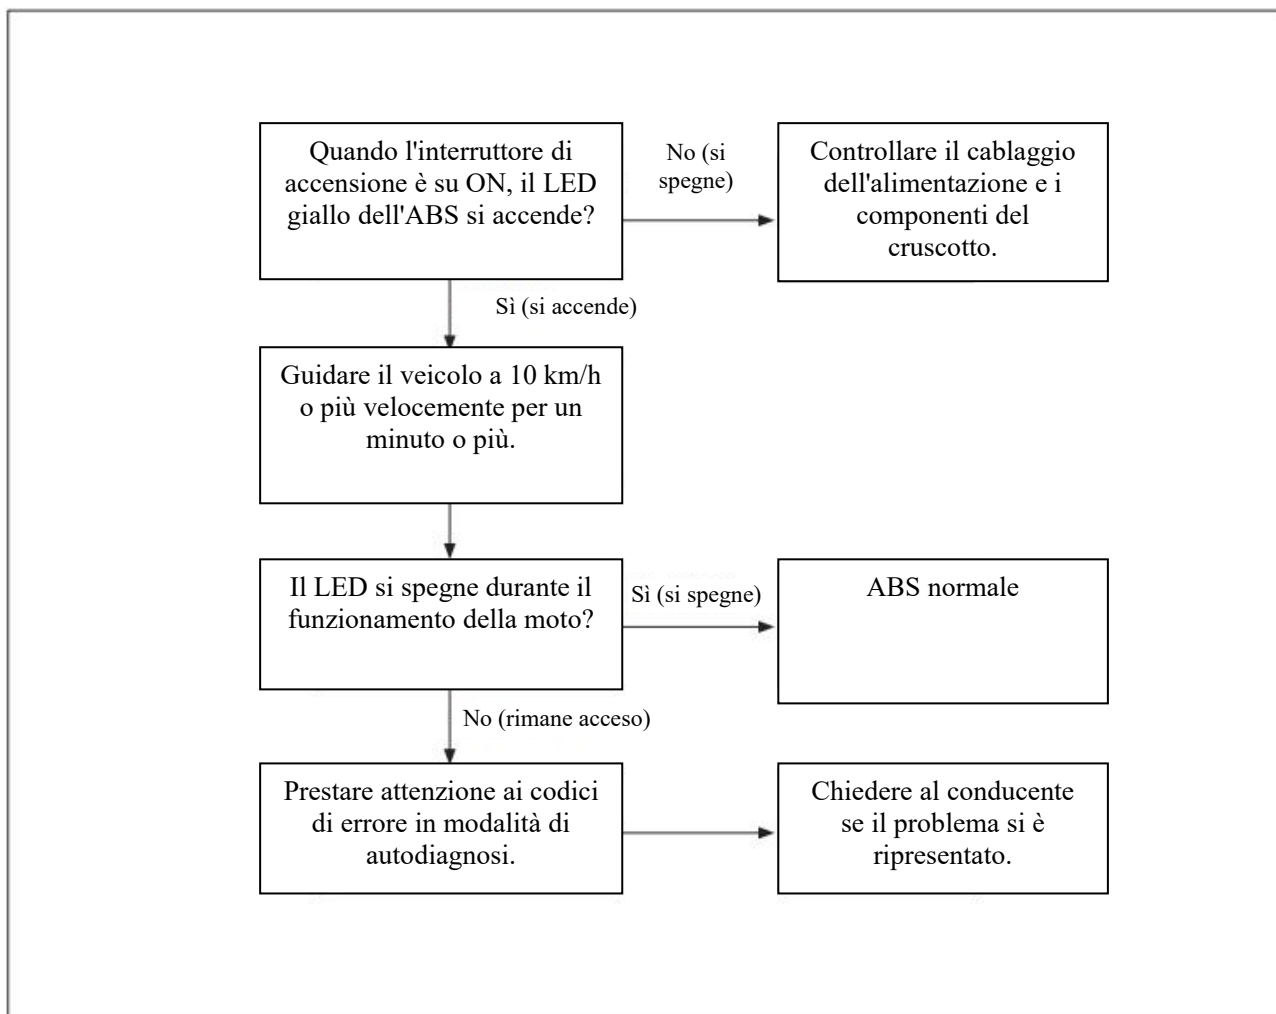 Quando l'interruttore di
accensione è su ON, il LED
giallo dell'ABS si accende?
No (si
spegne)
Controllare il cablaggio
dell'alimentazione e i
componenti del
cruscotto.
Sì (si accende)
Guidare il veicolo a 10 km/h
o più velocemente per un
minuto o più.
Il LED si spegne durante il
funzionamento della moto?
Sì (si spegne)
ABS normale
No (rimane acceso)
Prestare attenzione ai codici
di errore in modalità di
autodiagnosi.
Chiedere al conducente
se il problema si è
ripresentato.